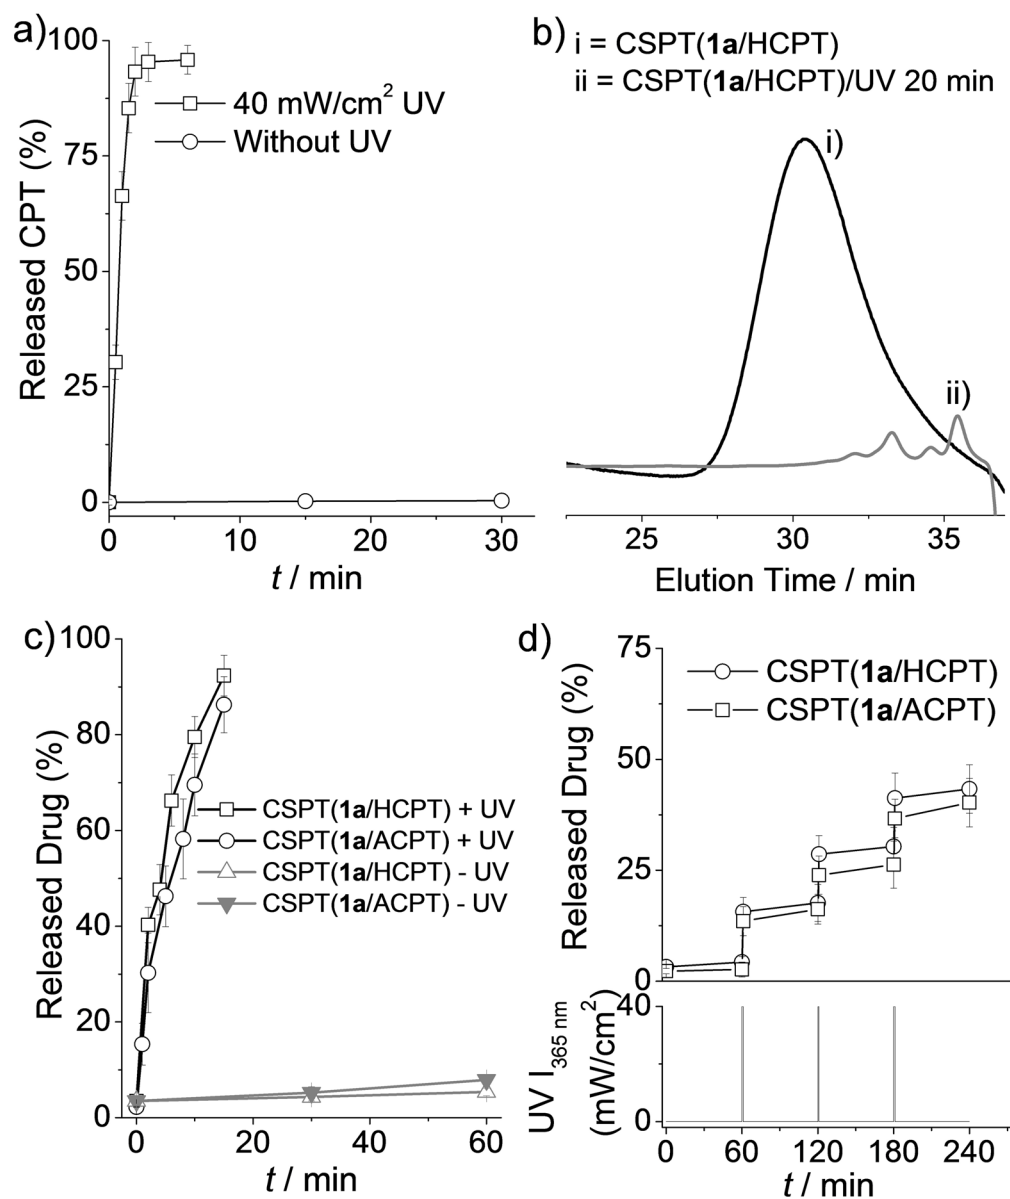 a)
100
75
50
25
0
Released CPT (%)
40 mW/cm² UV
Without UV
0 10 20 30
t / min
b)
i = CSPT(1a/HCPT)
ii = CSPT(1a/HCPT)/UV 20 min
i)
ii)
25 30 35
Elution Time / min
c)
100
80
60
40
20
0
Released Drug (%)
CSPT(1a/HCPT) + UV
CSPT(1a/ACPT) + UV
CSPT(1a/HCPT) - UV
CSPT(1a/ACPT) - UV
0 20 40 60
t / min
d)
75
50
25
0
Released Drug (%)
CSPT(1a/HCPT)
CSPT(1a/ACPT)
40
0
UV I365 nm
(mW/cm²)
0 60 120 180 240
t / min